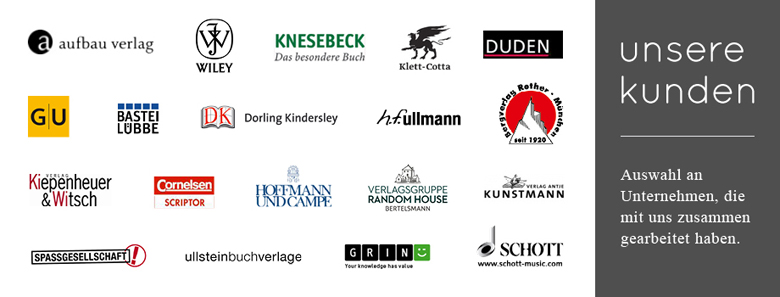 a aufbau verlag
W
WILEY
KNESEBECK
Das besondere Buch
Klett-Cotta
DUDEN
G|U
BASTEI
LÜBBE
DK Dorling Kindersley
h.f.ullmann
Bergverlag Rother · München
seit 1920
VERLAG
Kiepenheuer
& Witsch
Cornelsen
SCRIPTOR
HOFFMANN
UND CAMPE
VERLAGSGRUPPE
RANDOM HOUSE
BERTELSMANN
VERLAG ANTJE
KUNSTMANN
SPASSGESELLSCHAFT!
ullsteinbuchverlage
GRIN
Your knowledge has value
SCHOTT
www.schott-music.com
unsere
kunden
Auswahl an
Unternehmen, die
mit uns zusammen
gearbeitet haben.